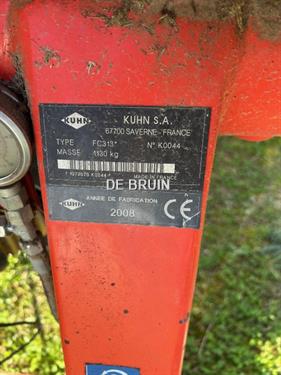 KUHN
KUHN S.A.
67700 SAVERNE - FRANCE
TYPE FC313* N° K0044
MASSE 1130 kg
MADE IN FRANCE
DE BRUIN
KUHN
ANNEE DE FABRICATION
2008
CE